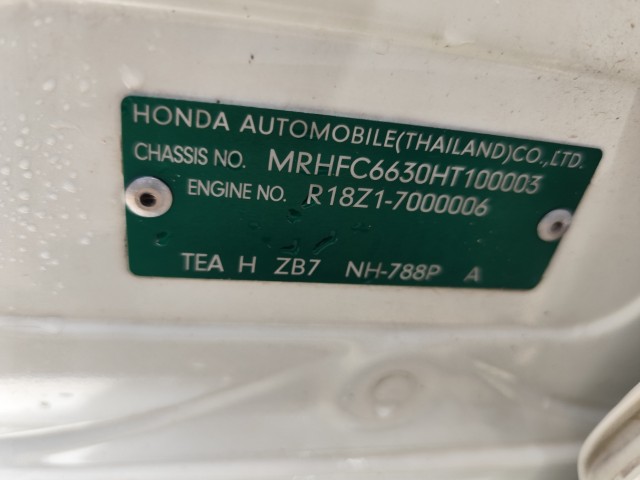 HONDA AUTOMOBILE(THAILAND)CO.,LTD.
CHASSIS NO. MRHFC6630HT100003
ENGINE NO. R18Z1-7000006
TEA H ZB7 NH-788P A